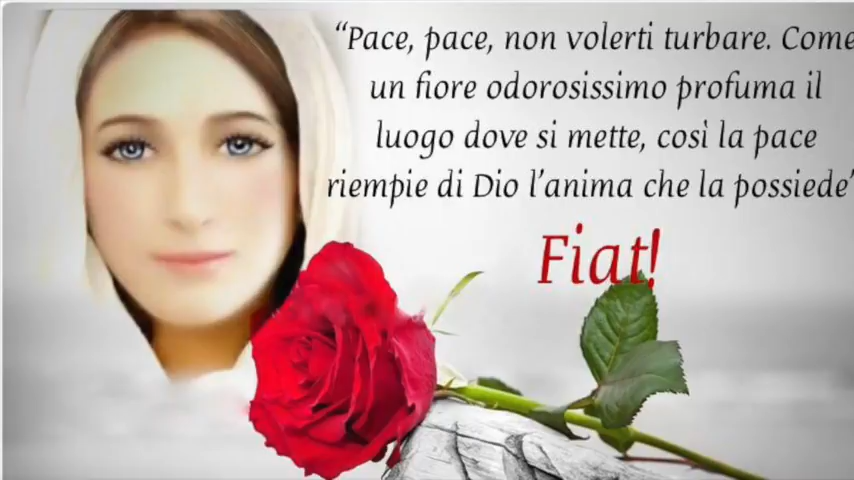 “Pace, pace, non volerti turbare. Come
un fiore odorosissimo profuma il
luogo dove si mette, così la pace
riempie di Dio l’anima che la possiede”
Fiat!